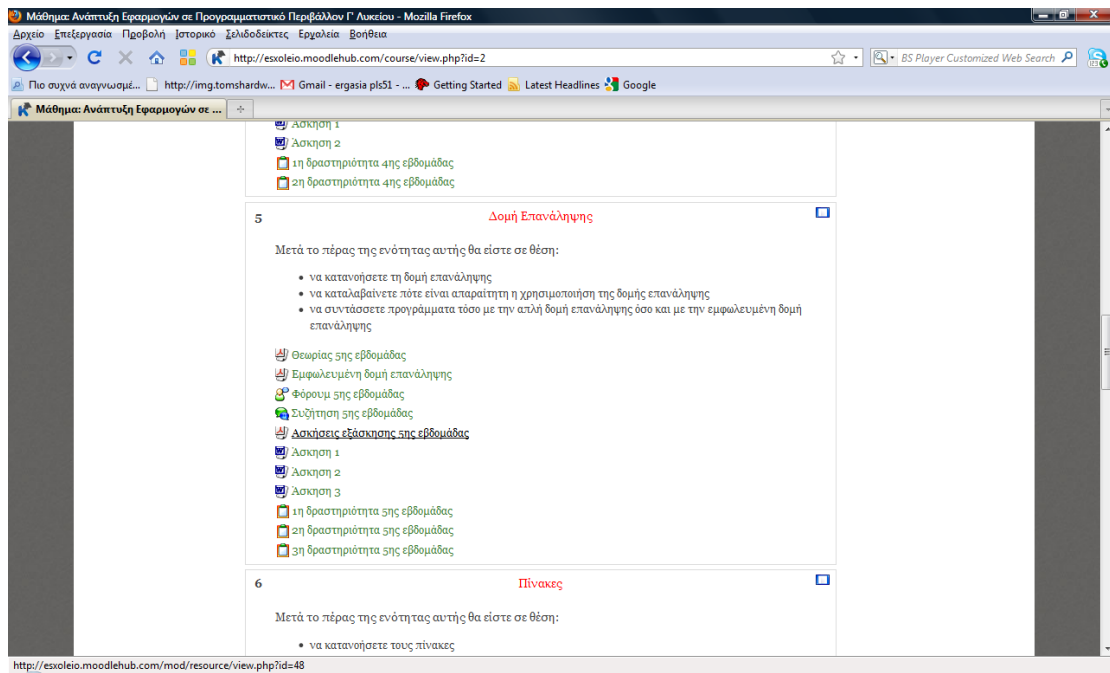 Μάθημα: Ανάπτυξη Εφαρμογών σε Προγραμματιστικό Περιβάλλον Γ' Λυκείου - Mozilla Firefox
Αρχείο Επεξεργασία Προβολή Ιστορικό Σελιδοδείκτες Εργαλεία Βοήθεια
http://esxoleio.moodlehub.com/course/view.php?id=2 BS Player Customized Web Search
Πιο συχνά αναγνωσμέ... http://img.tomshardw... Gmail - ergasia pls51 - ... Getting Started Latest Headlines Google
Μάθημα: Ανάπτυξη Εφαρμογών σε ...
Άσκηση 1
Άσκηση 2
1η δραστηριότητα 4ης εβδομάδας
2η δραστηριότητα 4ης εβδομάδας
5 Δομή Επανάληψης
Μετά το πέρας της ενότητας αυτής θα είστε σε θέση:
• να κατανοήσετε τη δομή επανάληψης
• να καταλαβαίνετε πότε είναι απαραίτητη η χρησιμοποίηση της δομής επανάληψης
• να συντάσσετε προγράμματα τόσο με την απλή δομή επανάληψης όσο και με την εμφωλευμένη δομή
επανάληψης
Θεωρίας 5ης εβδομάδας
Εμφωλευμένη δομή επανάληψης
Φόρουμ 5ης εβδομάδας
Συζήτηση 5ης εβδομάδας
Ασκήσεις εξάσκησης 5ης εβδομάδας
Άσκηση 1
Άσκηση 2
Άσκηση 3
1η δραστηριότητα 5ης εβδομάδας
2η δραστηριότητα 5ης εβδομάδας
3η δραστηριότητα 5ης εβδομάδας
6 Πίνακες
Μετά το πέρας της ενότητας αυτής θα είστε σε θέση:
• να κατανοήσετε τους πίνακες
http://esxoleio.moodlehub.com/mod/resource/view.php?id=48